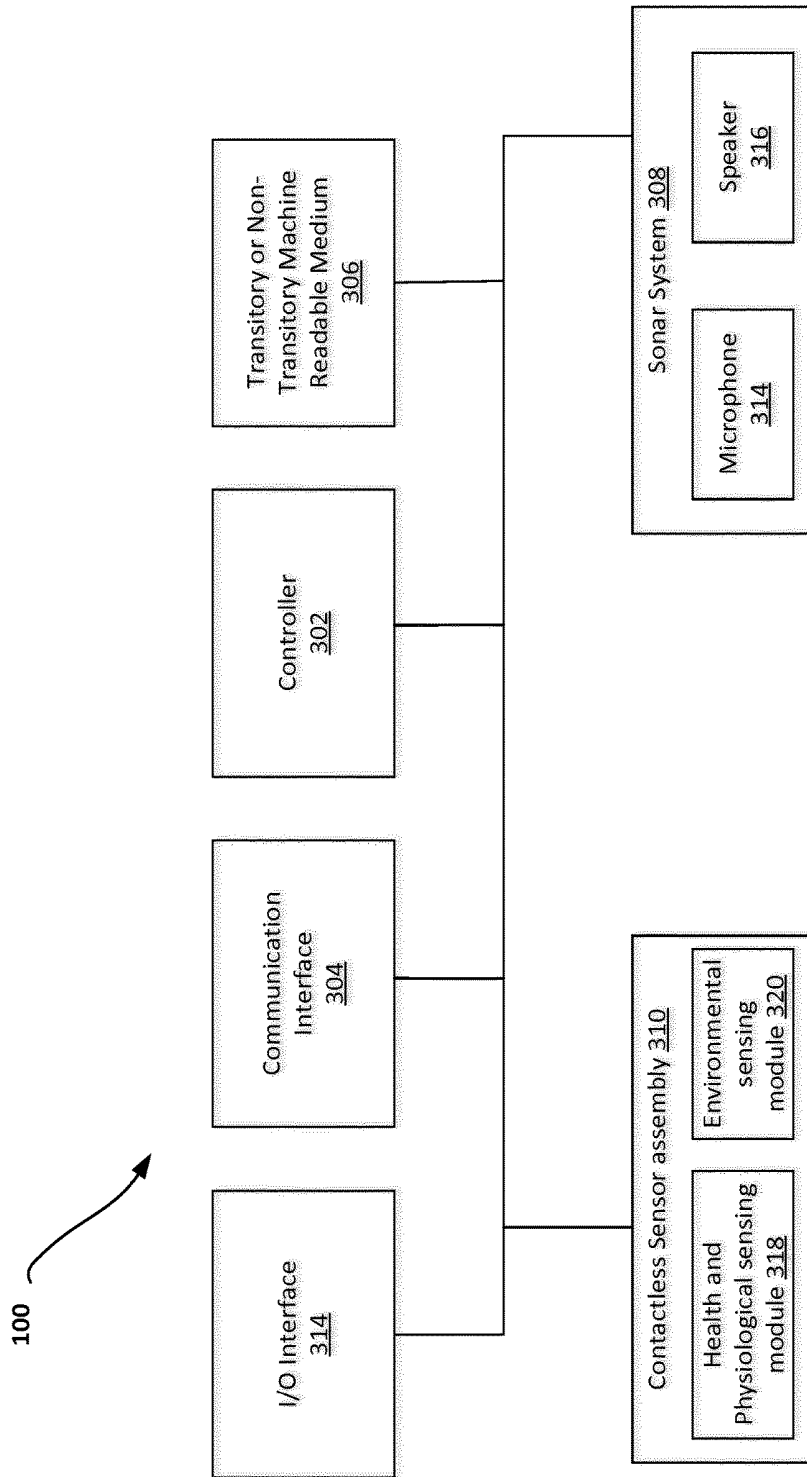 100
I/O Interface
314
Communication
Interface
304
Controller
302
Transitory or Non-
Transitory Machine
Readable Medium
306
Contactless Sensor assembly 310
Health and
Physiological sensing
module 318
Environmental
sensing
module 320
Sonar System 308
Microphone
314
Speaker
316